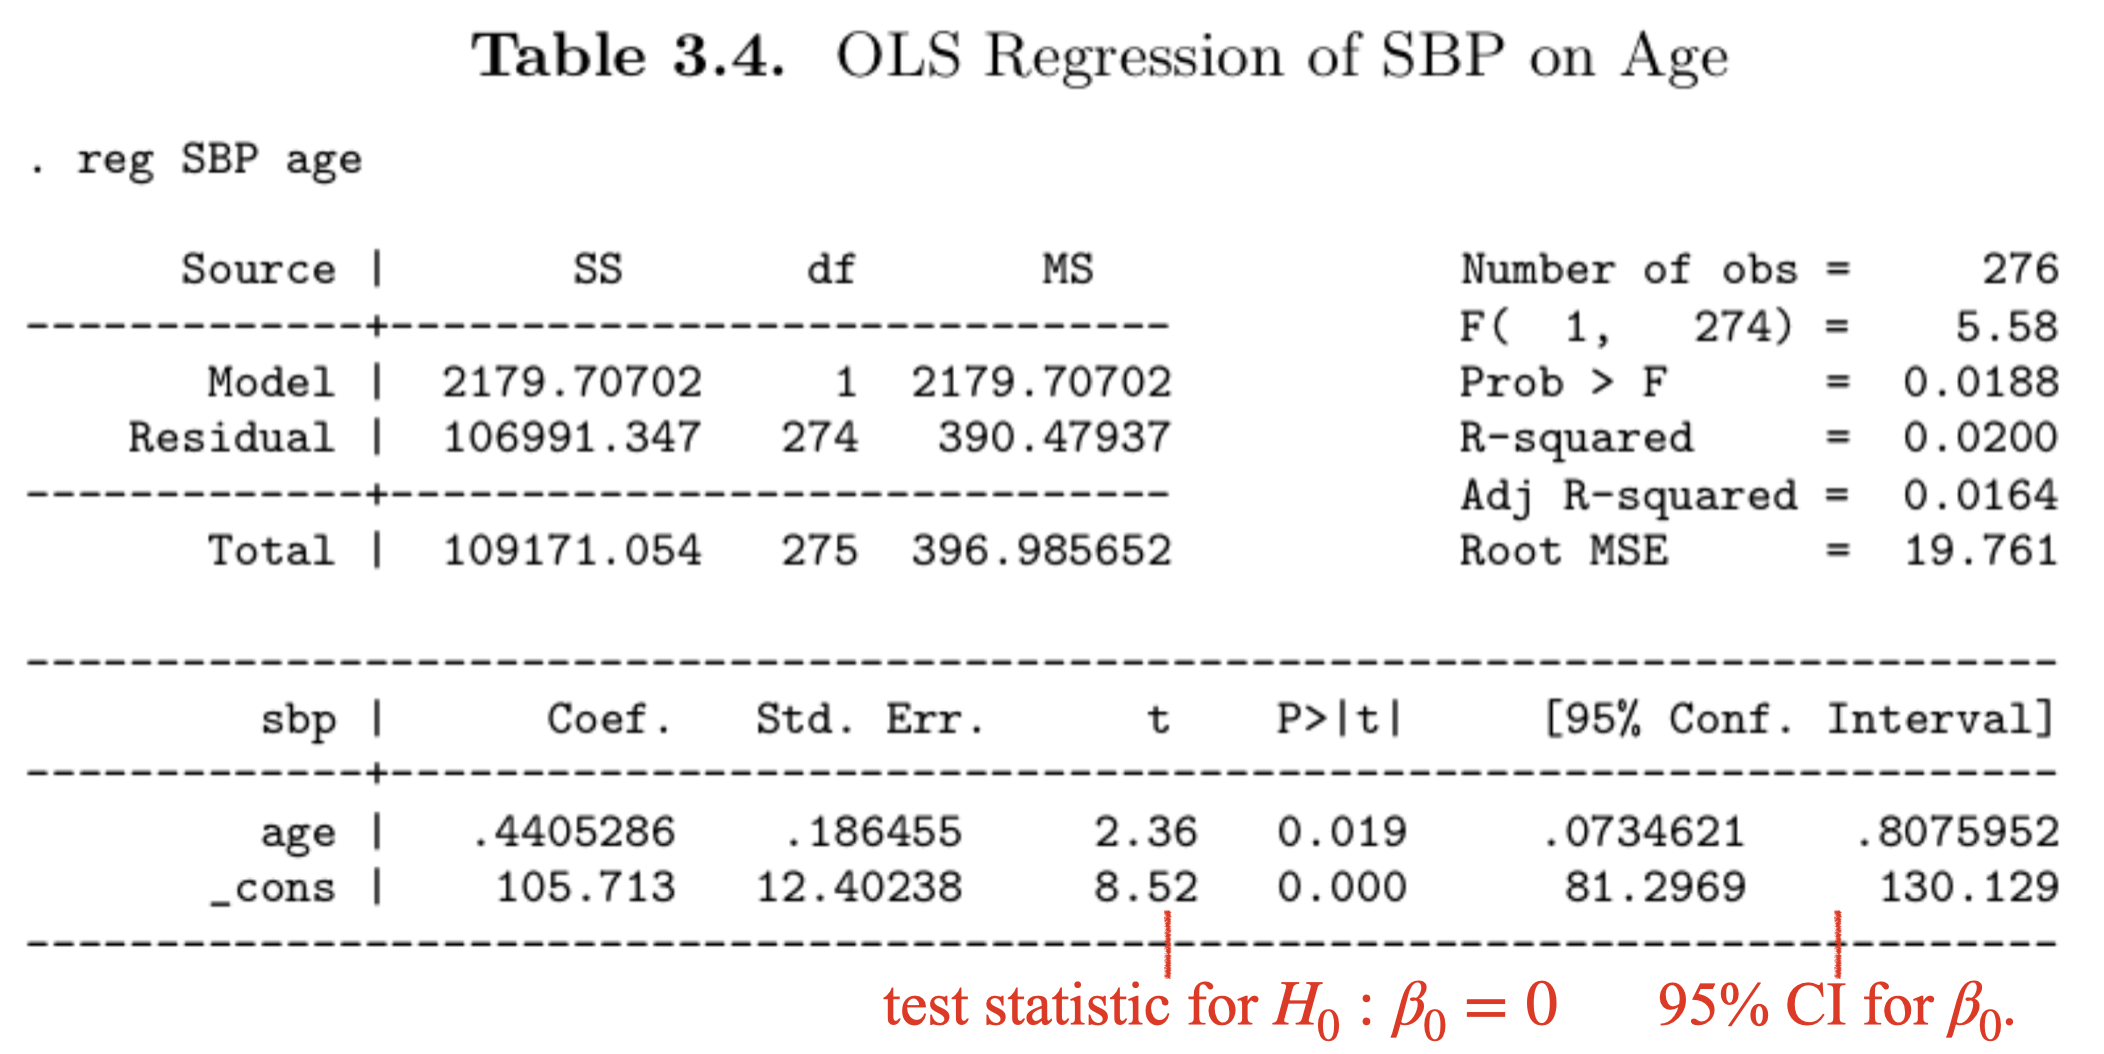 Table 3.4. OLS Regression of SBP on Age
. reg SBP age
Source | SS df MS Number of obs = 276
-------------+------------------------------ F( 1, 274) = 5.58
Model | 2179.70702 1 2179.70702 Prob > F = 0.0188
Residual | 106991.347 274 390.47937 R-squared = 0.0200
-------------+------------------------------ Adj R-squared = 0.0164
Total | 109171.054 275 396.985652 Root MSE = 19.761
------------------------------------------------------------------------------
sbp | Coef. Std. Err. t P>|t| [95% Conf. Interval]
-------------+----------------------------------------------------------------
age | .4405286 .186455 2.36 0.019 .0734621 .8075952
_cons | 105.713 12.40238 8.52 0.000 81.2969 130.129
------------------------------------------------------------------------------
test statistic for H₀ : β₀ = 0 95% CI for β₀.